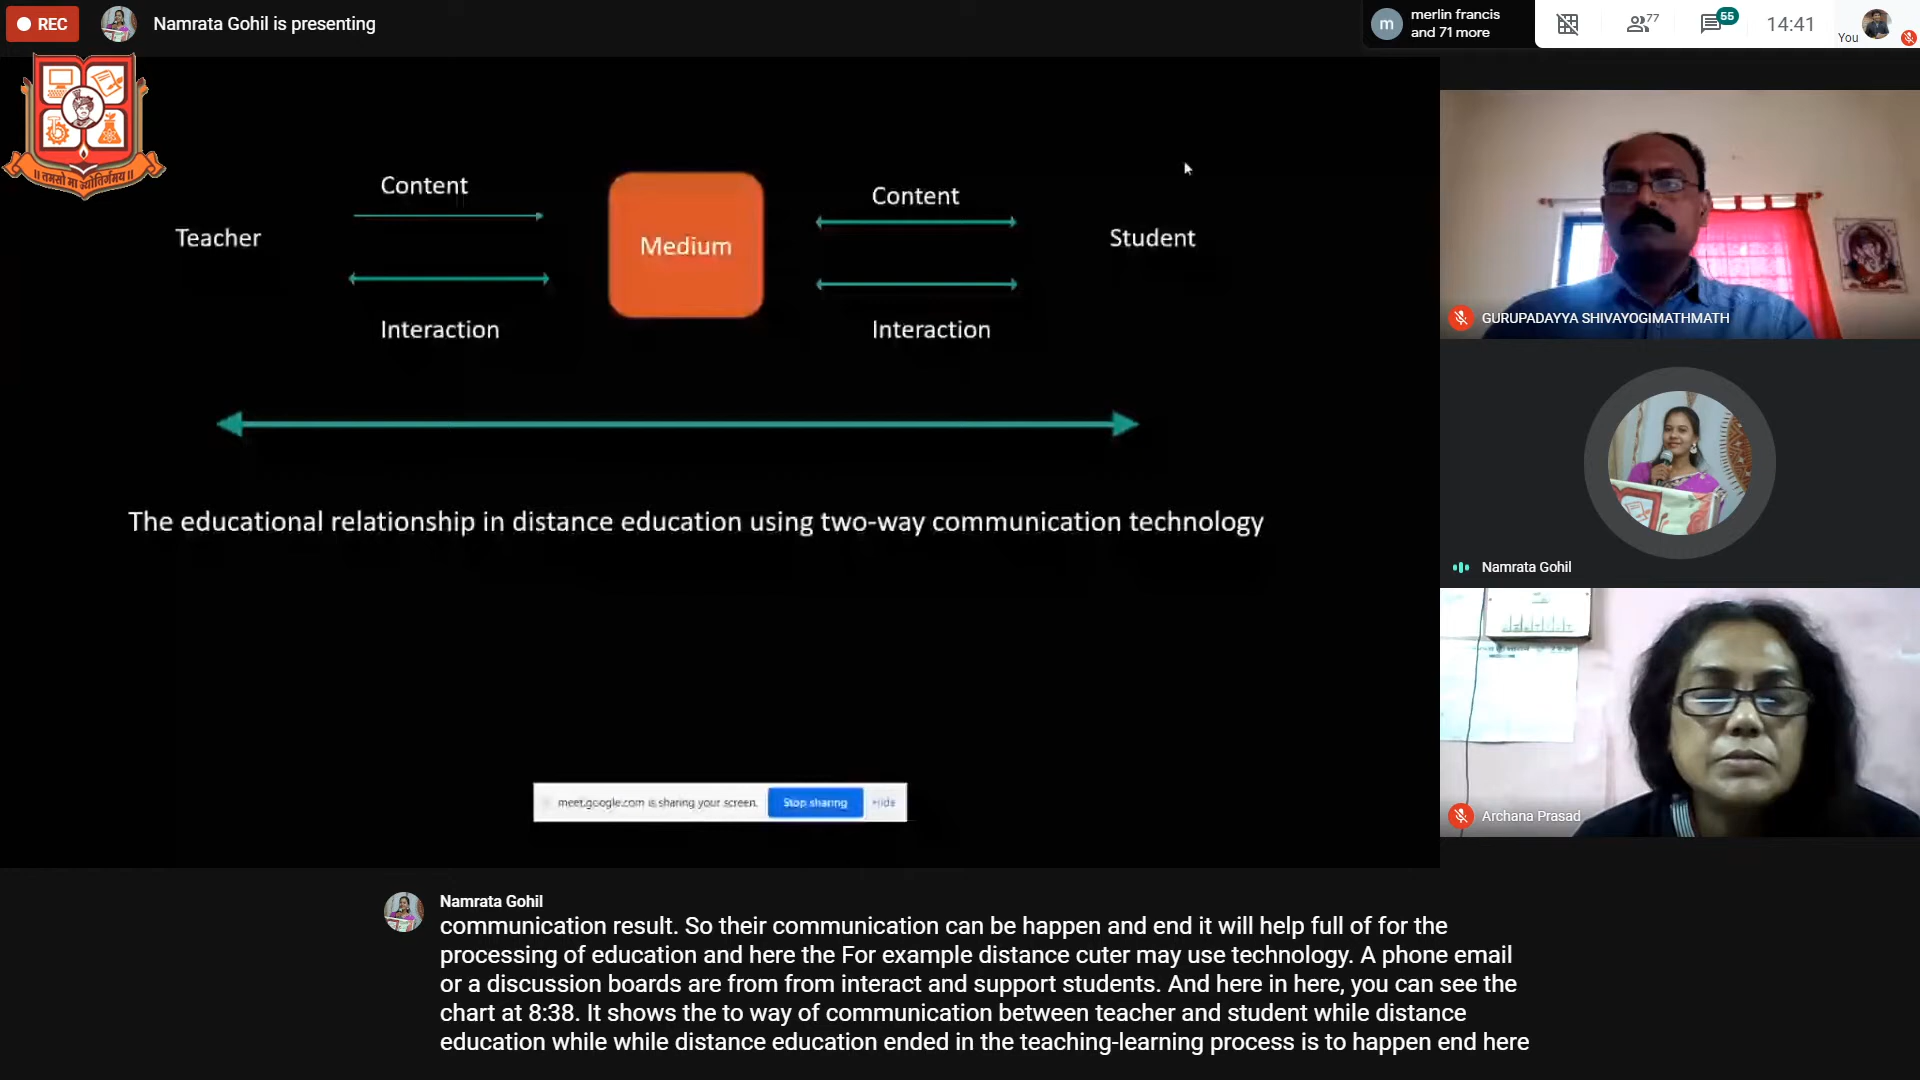 REC
Namrata Gohil is presenting
m
merlin francis
and 71 more
77
55
14:41
You
॥ तमसो मा ज्योतिर्गमय ॥
Content
Content
Teacher
Medium
Student
Interaction
Interaction
The educational relationship in distance education using two-way communication technology
meet.google.com is sharing your screen.
Stop sharing
Hide
GURUPADAYYA SHIVAYOGIMATHMATH
Namrata Gohil
Archana Prasad
Namrata Gohil
communication result. So their communication can be happen and end it will help full of for the
processing of education and here the For example distance cuter may use technology. A phone email
or a discussion boards are from from interact and support students. And here in here, you can see the
chart at 8:38. It shows the to way of communication between teacher and student while distance
education while while distance education ended in the teaching-learning process is to happen end here